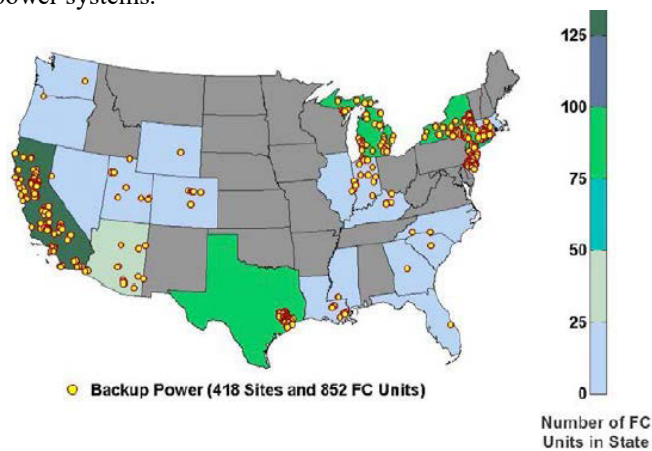 power systems.
125
100
75
50
25
0
Backup Power (418 Sites and 852 FC Units)
Number of FC
Units in State